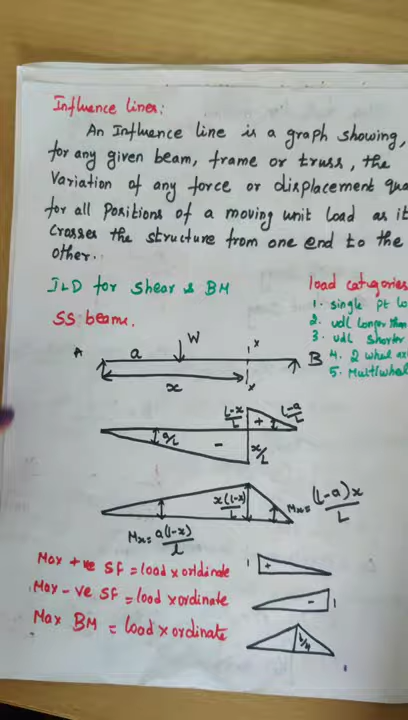 Influence lines:
An Influence line is a graph showing,
for any given beam, frame or truss, the
Variation of any force or displacement qua
for all Positions of a moving unit load as it
crosses the structure from one end to the
other.
ILD for shear & BM
load categories
1. single pt lo
2. udl longer than
3. udl shorter
4. 2 wheel ax
5. Multiwheel
SS beam.
W
x
A
a
B
x
x
L-x/L
+
L-a/L
a/L
-
x/L
x(L-x)/L
Mx=(L-a)x/L
Mx=a(l-x)/l
Max +ve SF = load x ordinate
1
+
Max -ve SF = load x ordinate
-
1
Max BM = load x ordinate
L/4